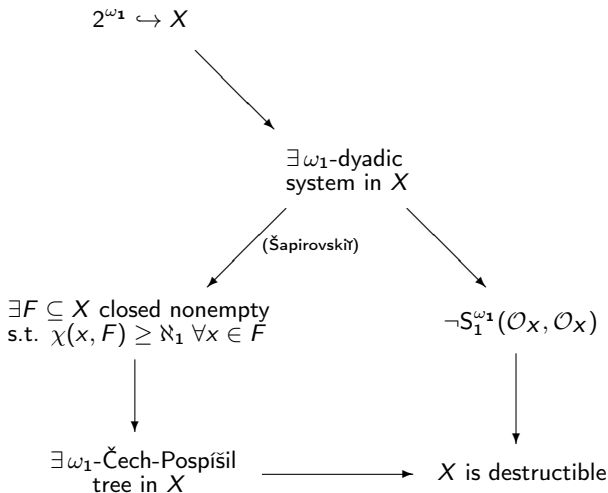 2^{ω₁} ↪ X
∃ ω₁-dyadic
system in X
(Šapirovskiĭ)
∃F ⊆ X closed nonempty
s.t. χ(x, F) ≥ ℵ₁ ∀x ∈ F
¬S₁^{ω₁}(𝒪_X, 𝒪_X)
∃ ω₁-Čech-Pospíšil
tree in X
X is destructible